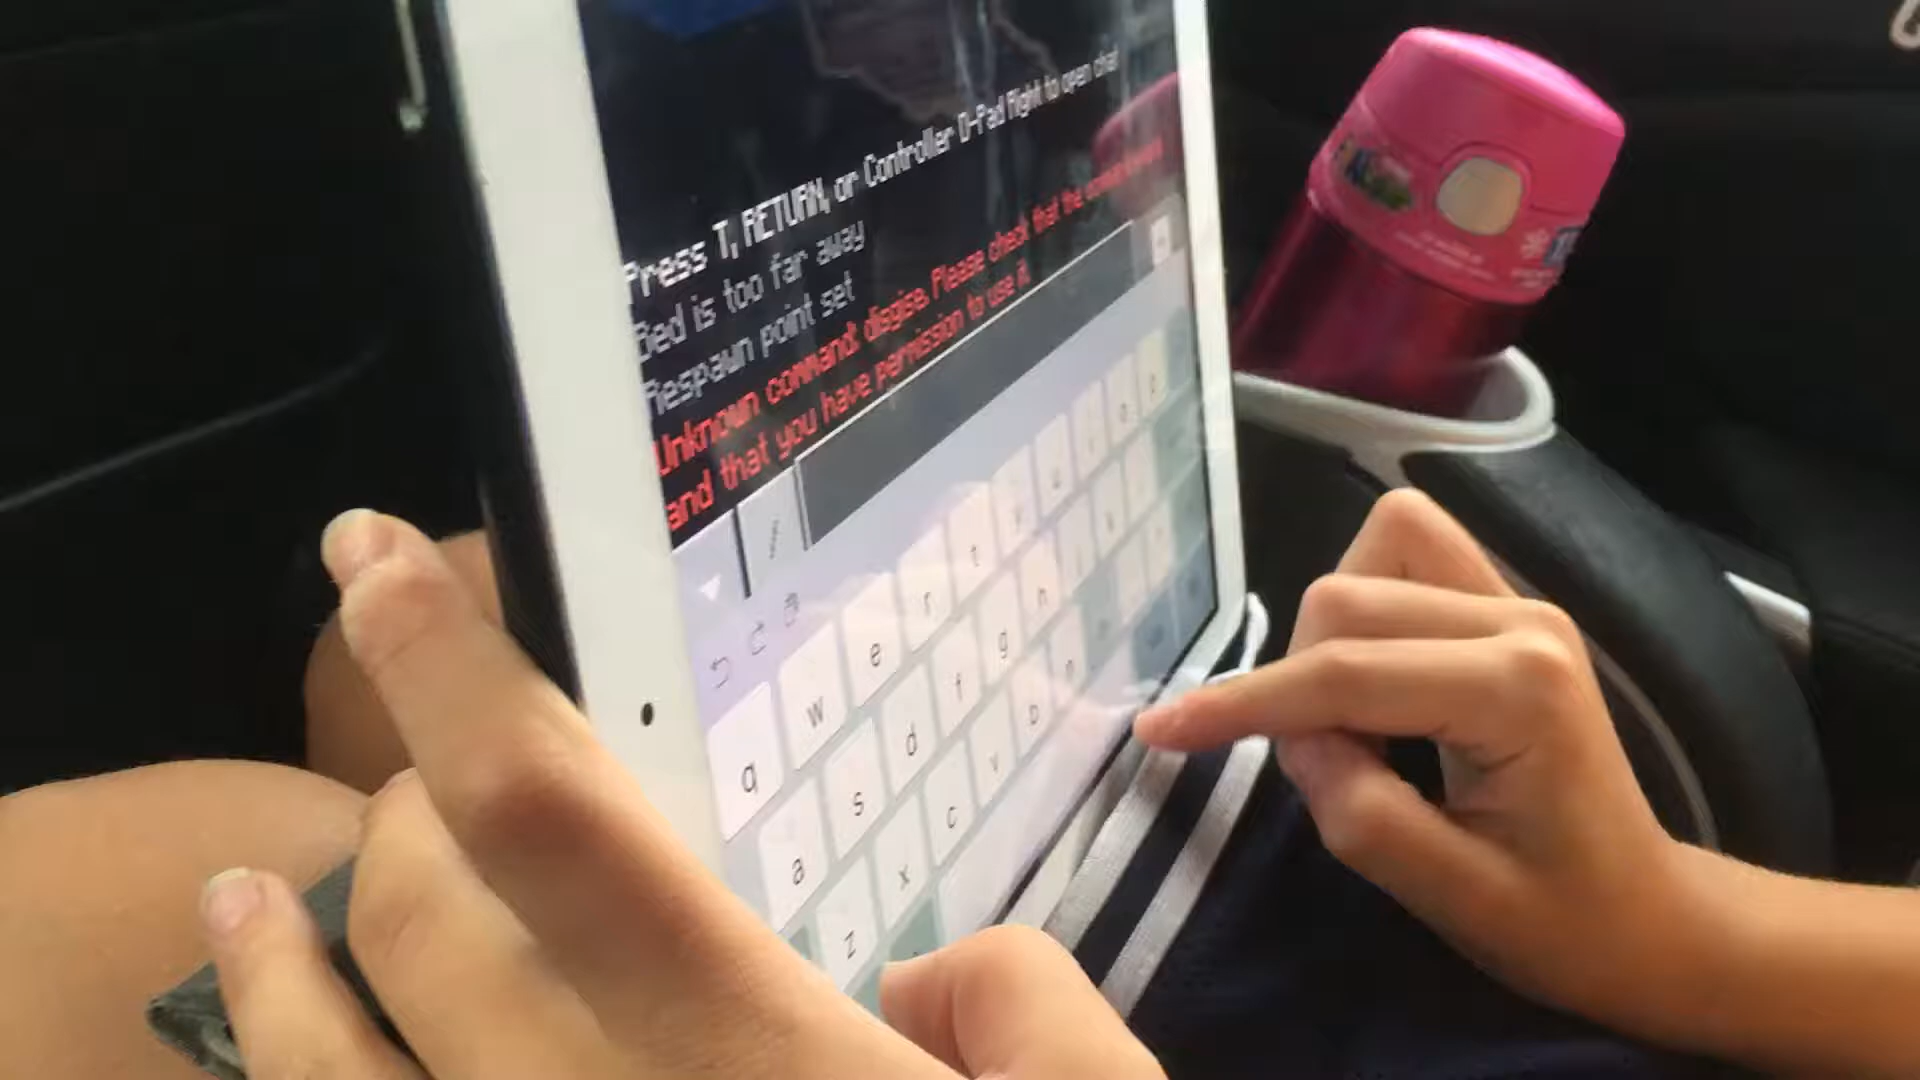 Press T, RETURN, or Controller D-Pad Right to open chat
Bed is too far away
Respawn point set
Unknown command: disgise. Please check that the command exists
and that you have permission to use it.
w e r t
q
a s d f g h
z x c v b n